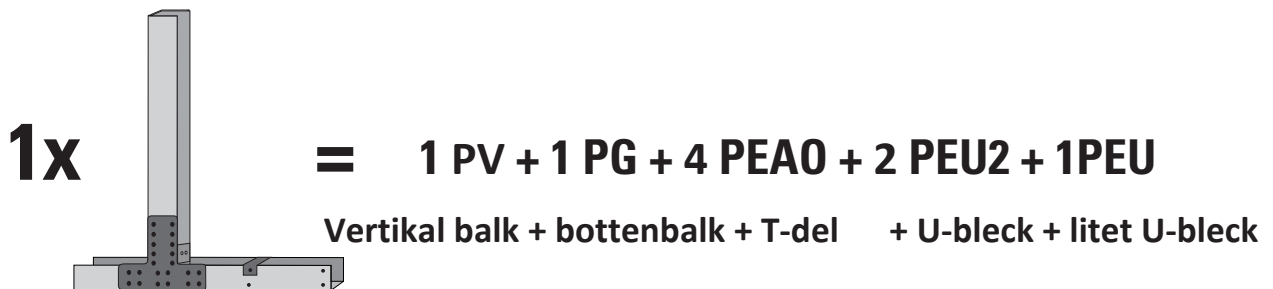 1x = 1 PV + 1 PG + 4 PEA0 + 2 PEU2 + 1PEU
Vertikal balk + bottenbalk + T-del + U-bleck + litet U-bleck